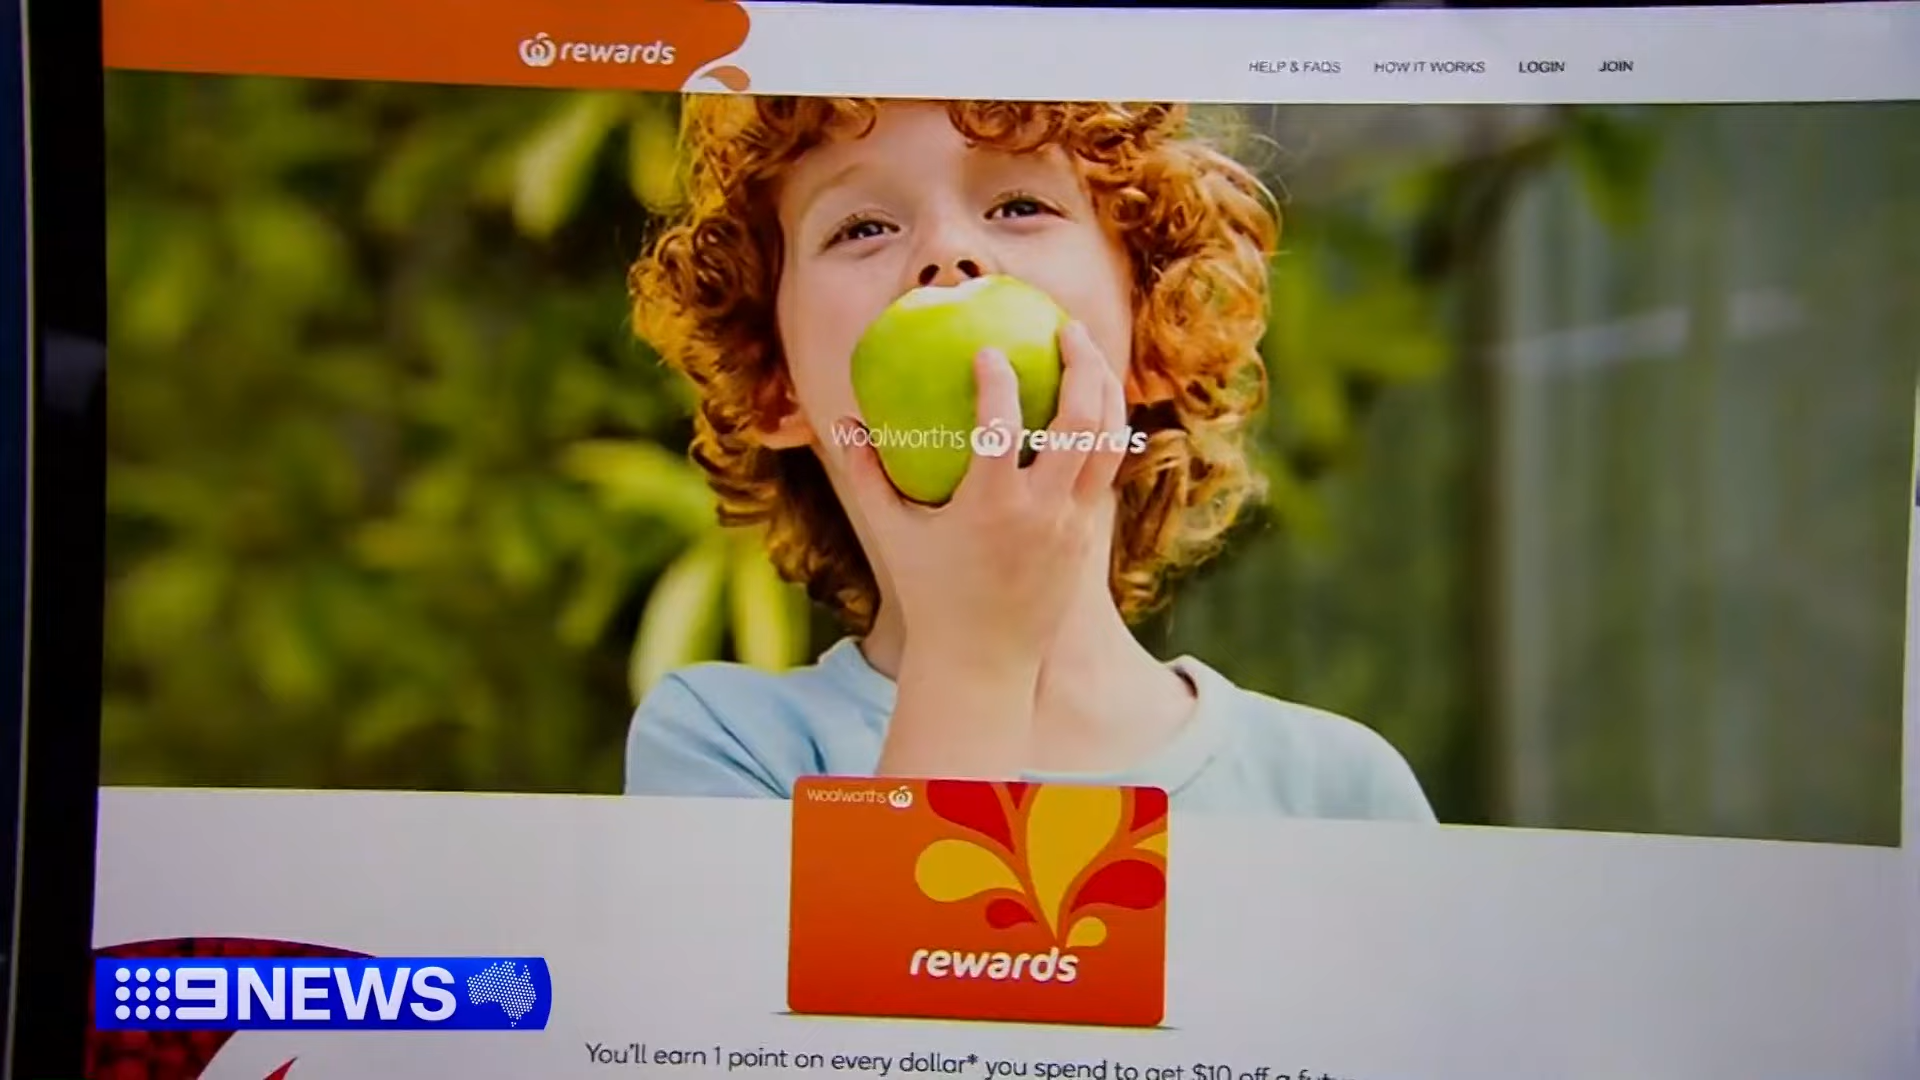 rewards
HELP & FAQS HOW IT WORKS LOGIN JOIN
woolworths rewards
woolworths
rewards
9NEWS
You'll earn 1 point on every dollar* you spend to get $10 off a